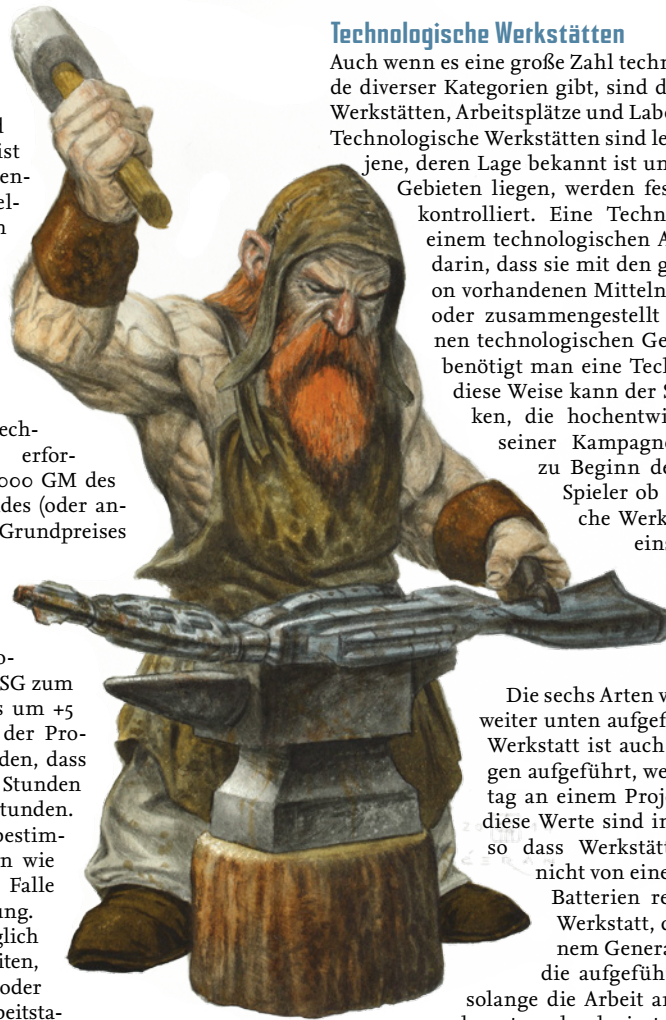 ist
en-
el-
ech-
erfor-
000 GM des
des (oder an-
Grundpreises
o-
SG zum
s um +5
der Pro-
den, dass
Stunden
tunden.
bestim-
n wie
Falle
ung.
glich
iten,
oder
beitsta-
Technologische Werkstätten
Auch wenn es eine große Zahl techn
de diverser Kategorien gibt, sind d
Werkstätten, Arbeitsplätze und Labo
Technologische Werkstätten sind le
jene, deren Lage bekannt ist un
Gebieten liegen, werden fes
kontrolliert. Eine Techn
einem technologischen A
darin, dass sie mit den g
on vorhandenen Mitteln
oder zusammengestellt
nen technologischen Ge
benötigt man eine Tech
diese Weise kann der S
ken, die hochentwi
seiner Kampagne
zu Beginn de
Spieler ob
che Werks
eins
Die sechs Arten v
weiter unten aufgef
Werkstatt ist auch
gen aufgeführt, we
tag an einem Proje
diese Werte sind in
so dass Werkstätt
nicht von eine
Batterien re
Werkstatt, d
nem Genera
die aufgefüh
solange die Arbeit an